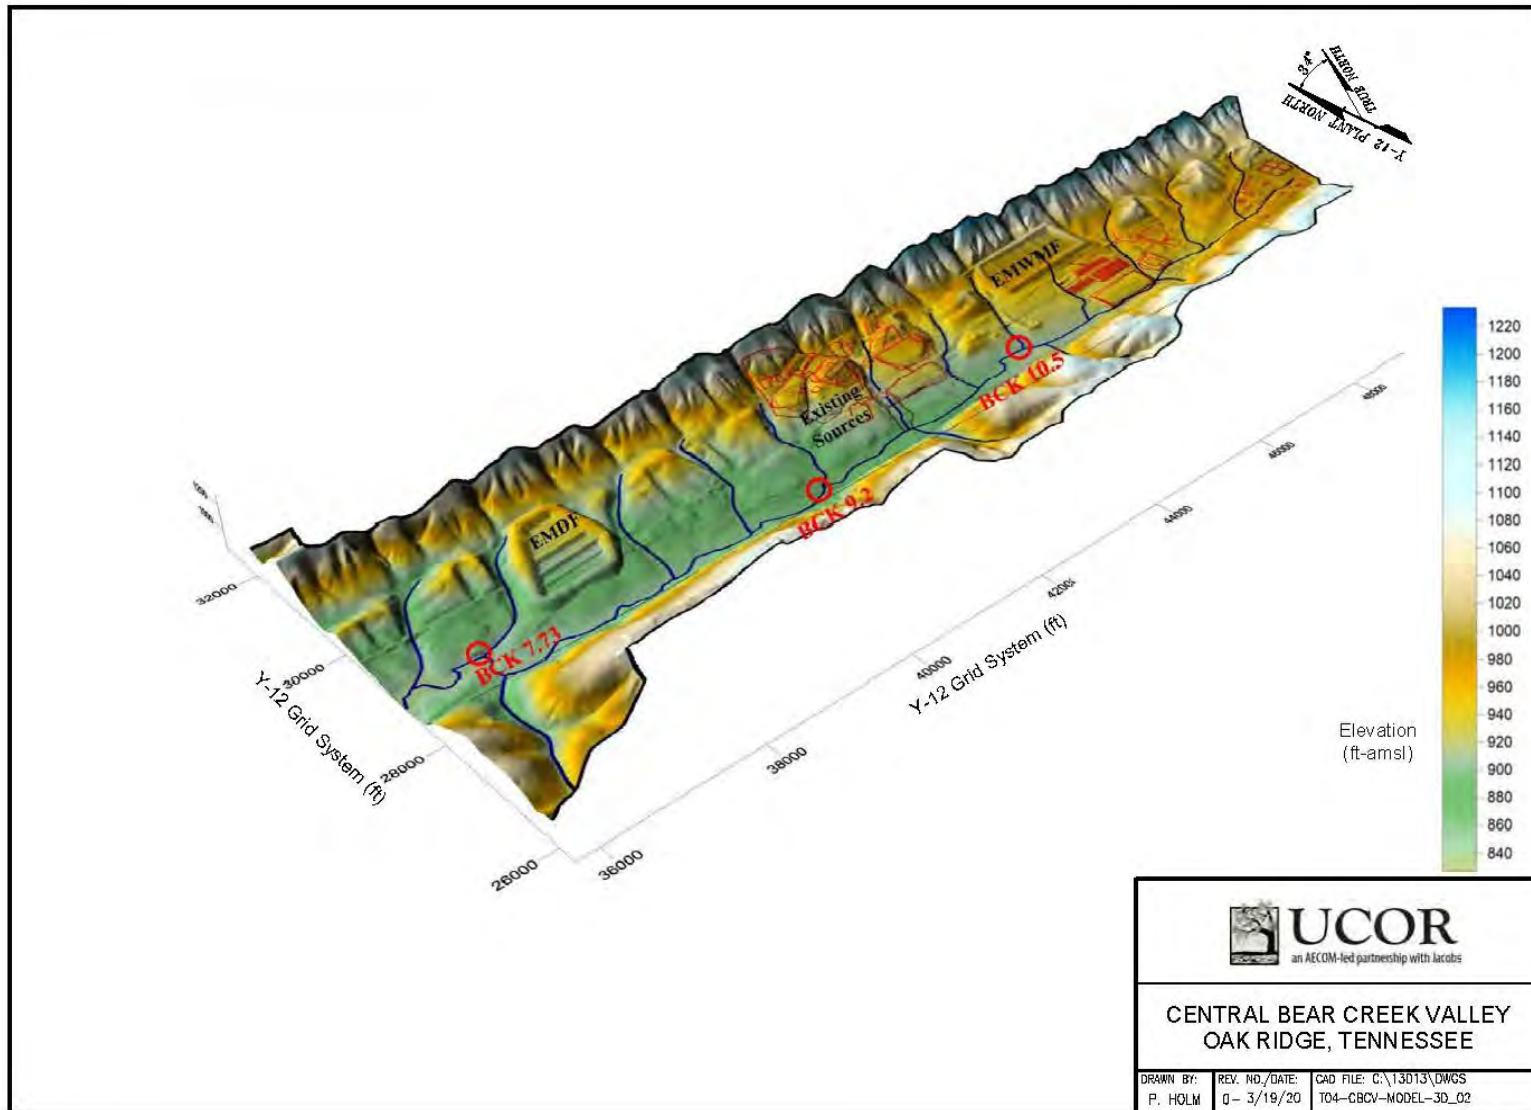 34°
TRUE NORTH
Y-12 PLANT NORTH
EMWMF
BCK 10.5
Existing
Sources
BCK 9.2
EMDF
BCK 7.73
32000
30000
28000
26000
Y-12 Grid System (ft)
36000
38000
40000
42000
44000
46000
48000
Y-12 Grid System (ft)
1220
1200
1180
1160
1140
1120
1100
1080
1060
1040
1020
1000
980
960
940
920
900
880
860
840
Elevation
(ft-amsl)
UCOR
an AECOM-led partnership with Jacobs
CENTRAL BEAR CREEK VALLEY
OAK RIDGE, TENNESSEE
DRAWN BY:
P. HOLM
REV. NO./DATE:
0- 3/19/20
CAD FILE: C:\13013\DWGS
T04-CBCV-MODEL-3D_02